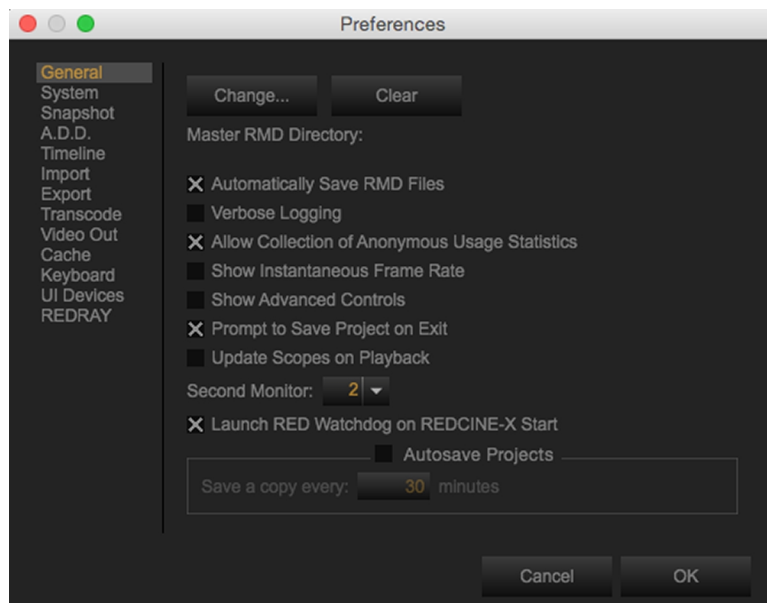 Preferences
General
System
Snapshot
A.D.D.
Timeline
Import
Export
Transcode
Video Out
Cache
Keyboard
UI Devices
REDRAY
Change... Clear
Master RMD Directory:
Automatically Save RMD Files
Verbose Logging
Allow Collection of Anonymous Usage Statistics
Show Instantaneous Frame Rate
Show Advanced Controls
Prompt to Save Project on Exit
Update Scopes on Playback
Second Monitor: 2
Launch RED Watchdog on REDCINE-X Start
Autosave Projects
Save a copy every: 30 minutes
Cancel OK